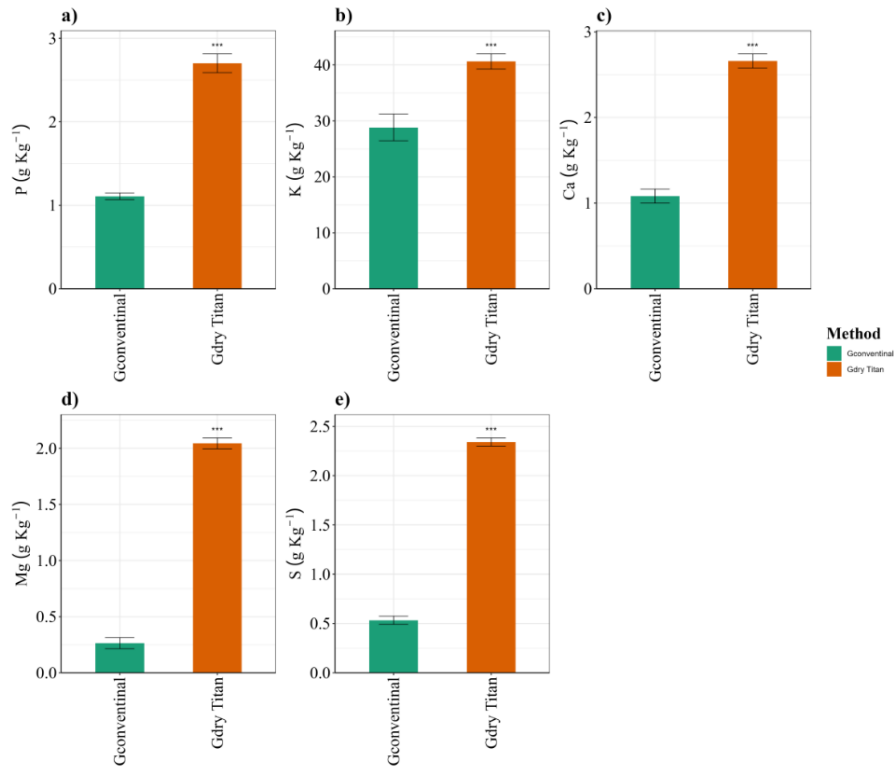 a)
3
2
1
0
P (g Kg⁻¹)
***
Gconventinal
Gdry Titan
b)
40
30
20
10
0
K (g Kg⁻¹)
***
Gconventinal
Gdry Titan
c)
3
2
1
0
Ca (g Kg⁻¹)
***
Gconventinal
Gdry Titan
Method
Gconventinal
Gdry Titan
d)
2.0
1.5
1.0
0.5
0.0
Mg (g Kg⁻¹)
***
Gconventinal
Gdry Titan
e)
2.5
2.0
1.5
1.0
0.5
0.0
S (g Kg⁻¹)
***
Gconventinal
Gdry Titan